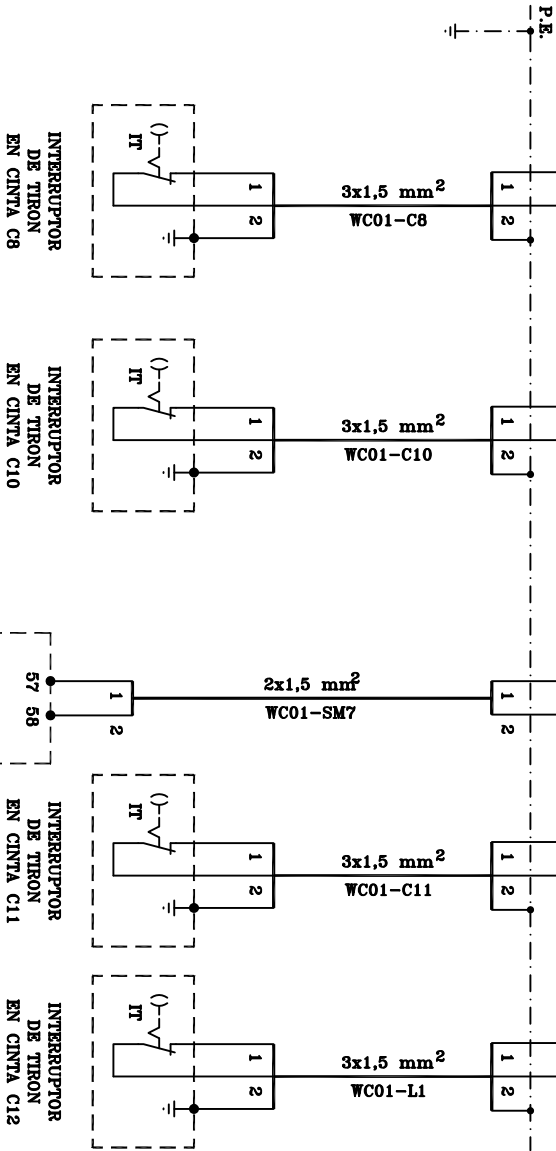 P.E.
1
2
3x1,5 mm²
WC01-C8
1
2
IT
INTERRUPTOR
DE TIRON
EN CINTA C8
1
2
3x1,5 mm²
WC01-C10
1
2
IT
INTERRUPTOR
DE TIRON
EN CINTA C10
1
2
2x1,5 mm²
WC01-SM7
1
2
57
58
1
2
3x1,5 mm²
WC01-C11
1
2
IT
INTERRUPTOR
DE TIRON
EN CINTA C11
1
2
3x1,5 mm²
WC01-L1
1
2
IT
INTERRUPTOR
DE TIRON
EN CINTA C12